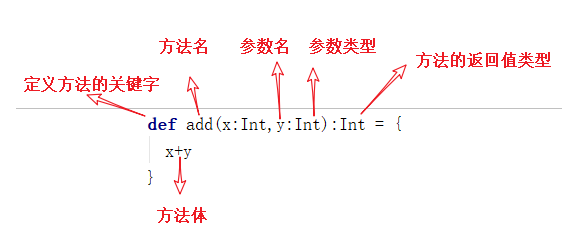 方法名 参数名 参数类型 方法的返回值类型
定义方法的关键字
def add(x:Int,y:Int):Int = {
x+y
}
方法体